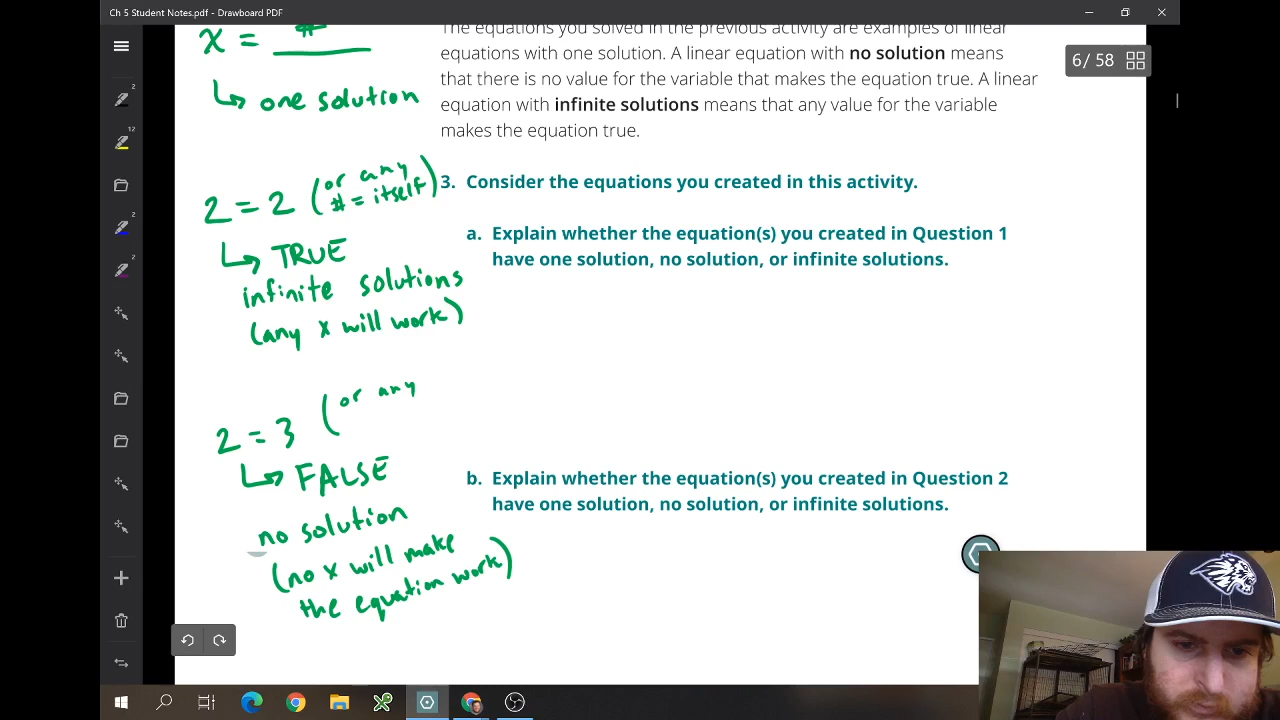 Ch 5 Student Notes.pdf - Drawboard PDF
x = #
↳ one solution
The equations you solved in the previous activity are examples of linear
equations with one solution. A linear equation with no solution means
that there is no value for the variable that makes the equation true. A linear
equation with infinite solutions means that any value for the variable
makes the equation true.
6 / 58
2 = 2 (or any
# = itself)
↳ TRUE
infinite solutions
(any x will work)
3. Consider the equations you created in this activity.
a. Explain whether the equation(s) you created in Question 1
have one solution, no solution, or infinite solutions.
2 = 3 (or any
↳ FALSE
no solution
(no x will make
the equation work)
b. Explain whether the equation(s) you created in Question 2
have one solution, no solution, or infinite solutions.
2
12
2
2